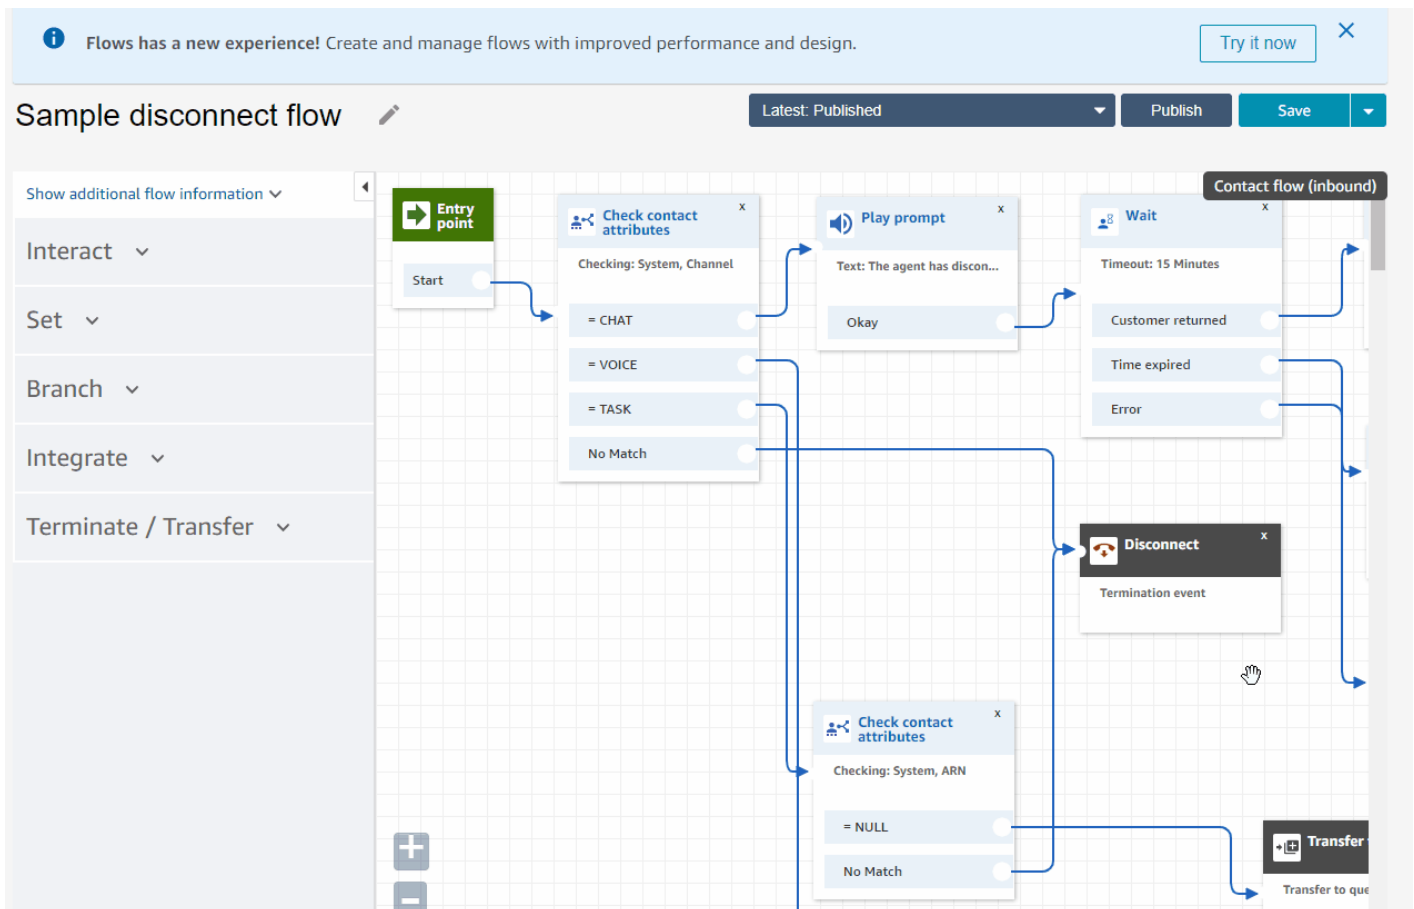 Flows has a new experience! Create and manage flows with improved performance and design.
Try it now
Sample disconnect flow
Latest: Published
Publish
Save
Show additional flow information
Contact flow (inbound)
Interact
Set
Branch
Integrate
Terminate / Transfer
Entry
point
Start
Check contact
attributes
x
Checking: System, Channel
= CHAT
= VOICE
= TASK
No Match
Play prompt
x
Text: The agent has discon...
Okay
Wait
x
Timeout: 15 Minutes
Customer returned
Time expired
Error
Disconnect
x
Termination event
Check contact
attributes
x
Checking: System, ARN
= NULL
No Match
Transfer
Transfer to que